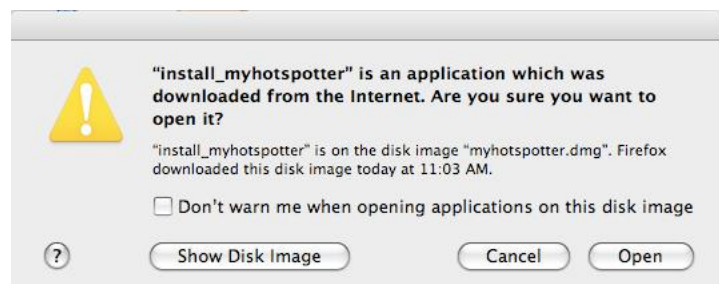 “install_myhotspotter” is an application which was
downloaded from the Internet. Are you sure you want to
open it?
“install_myhotspotter” is on the disk image “myhotspotter.dmg”. Firefox
downloaded this disk image today at 11:03 AM.
Don’t warn me when opening applications on this disk image
? Show Disk Image Cancel Open